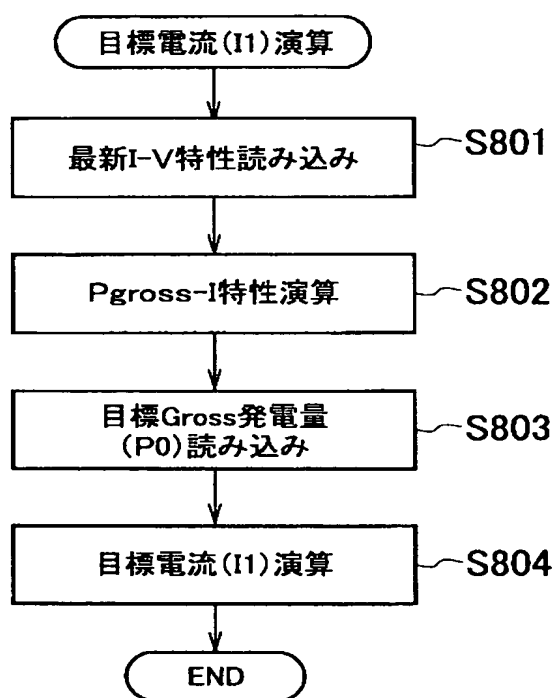 目標電流(I1)演算
最新I-V特性読み込み
S801
Pgross-I特性演算
S802
目標Gross発電量
(P0)読み込み
S803
目標電流(I1)演算
S804
END